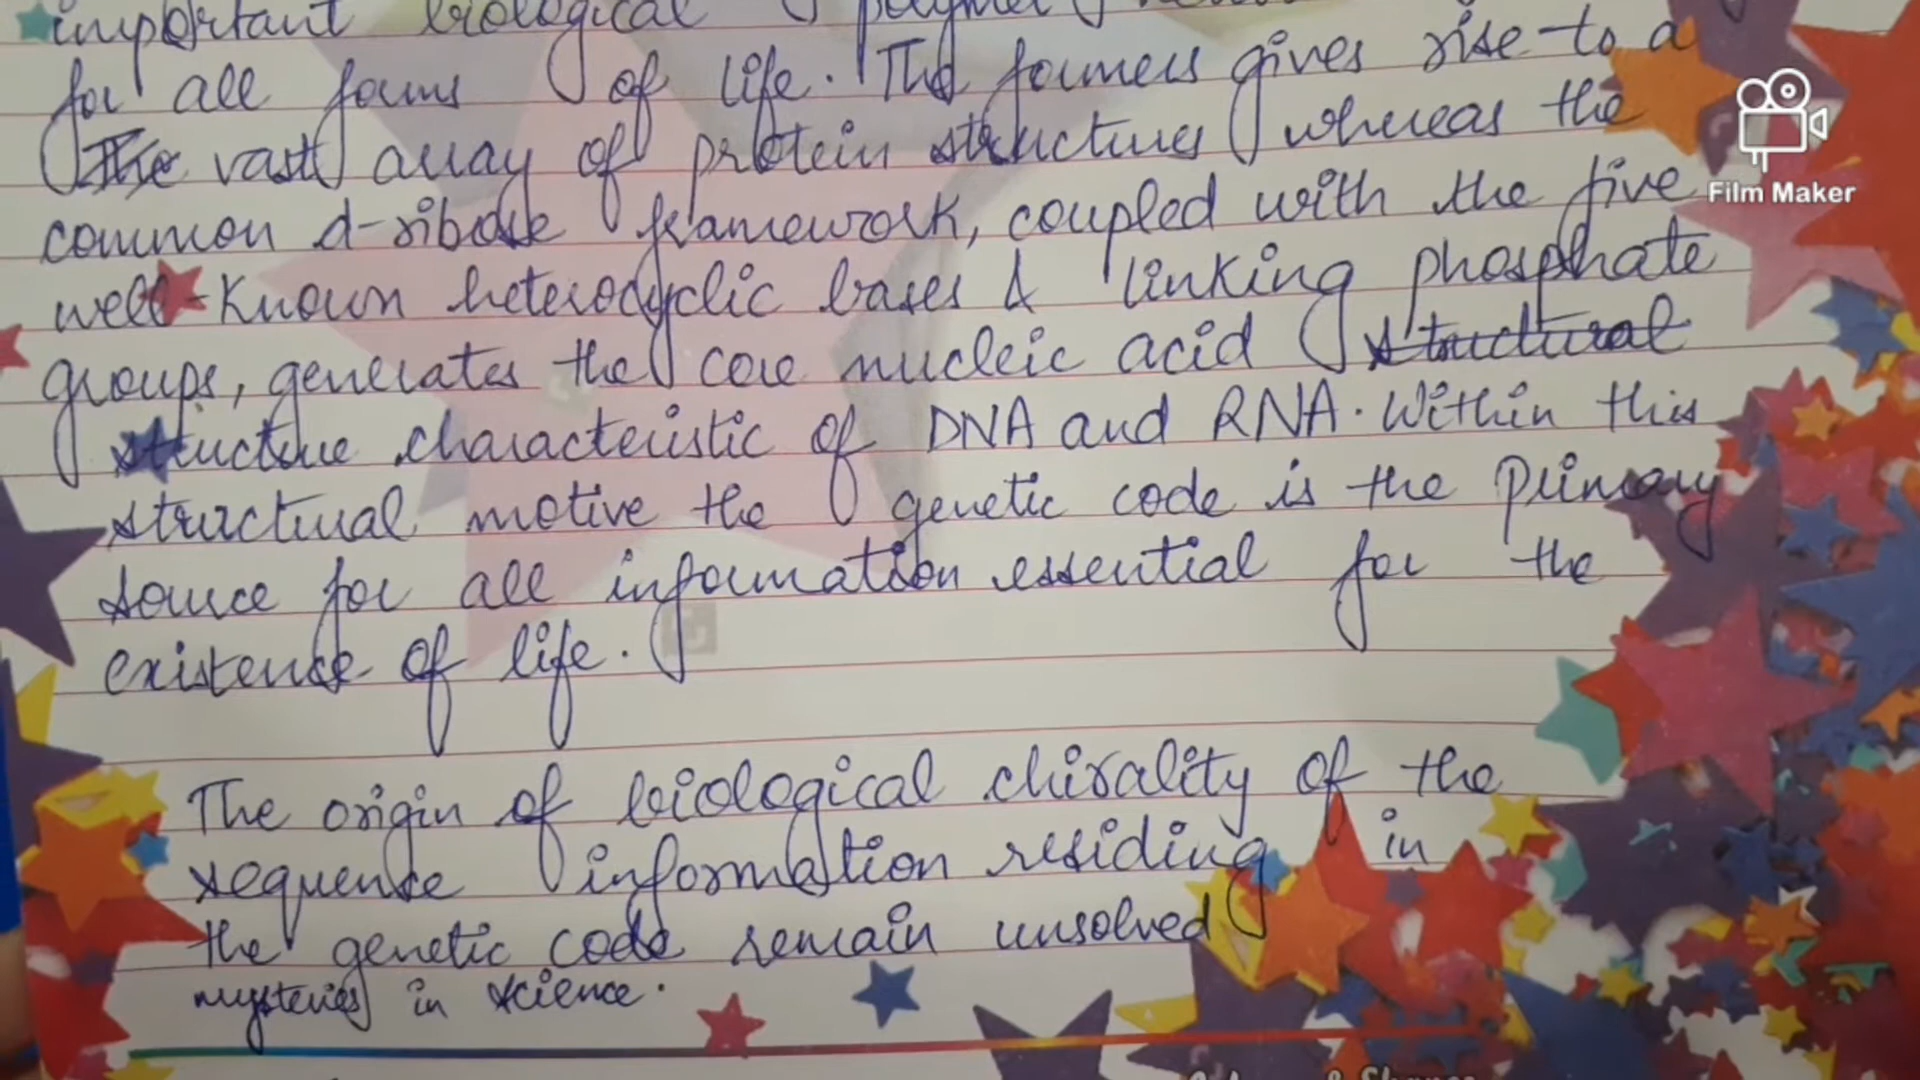 important biological polymer
for all forms of life. The formers gives rise to a
The vast array of protein structures whereas the
common d-ribose framework, coupled with the five
well-known heterocyclic bases & linking phosphate
groups, generates the core nucleic acid structural
structure characteristic of DNA and RNA. Within this
structural motive the genetic code is the Primary
source for all information essential for the
existence of life.
The origin of biological chirality of the
sequence information residing in
the genetic code remain unsolved
mysteries in science.
Film Maker